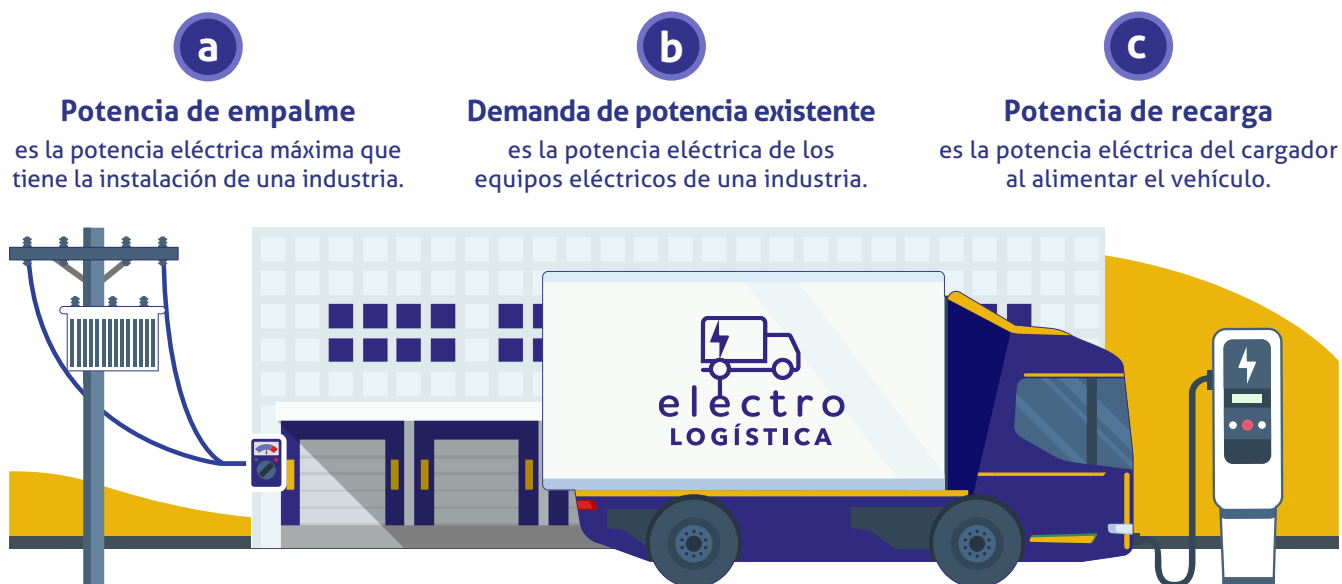 a
Potencia de empalme
es la potencia eléctrica máxima que
tiene la instalación de una industria.
b
Demanda de potencia existente
es la potencia eléctrica de los
equipos eléctricos de una industria.
c
Potencia de recarga
es la potencia eléctrica del cargador
al alimentar el vehículo.
electro
LOGÍSTICA